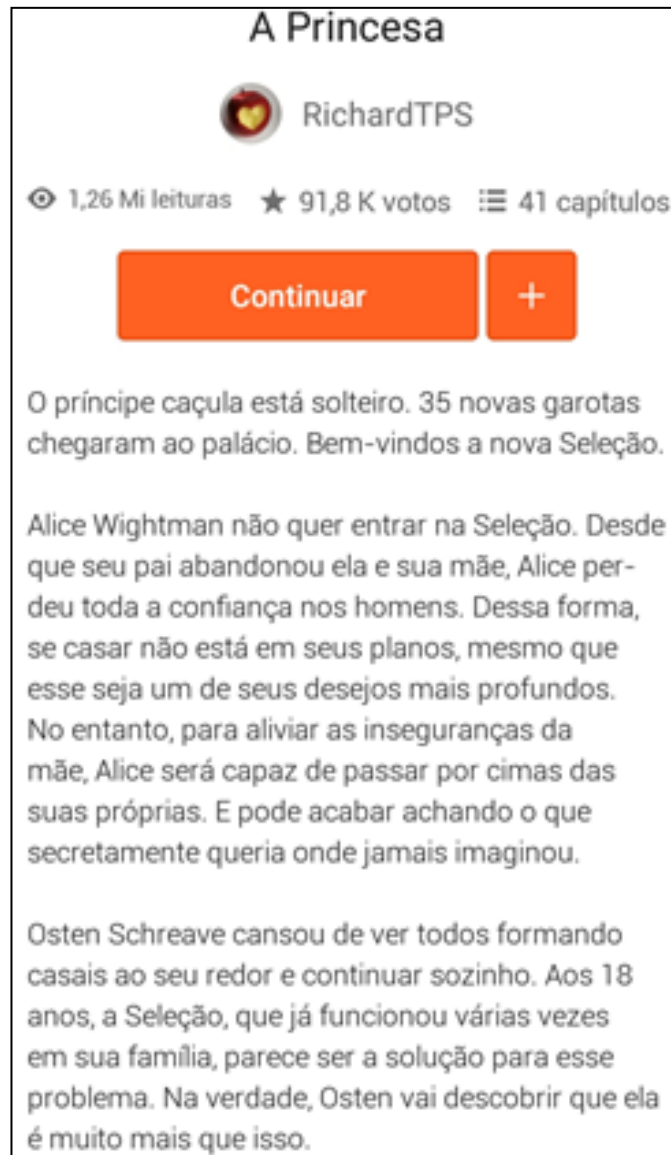 A Princesa
RichardTPS
1,26 Mi leituras 91,8 K votos 41 capítulos
Continuar +
O príncipe caçula está solteiro. 35 novas garotas
chegaram ao palácio. Bem-vindos a nova Seleção.
Alice Wightman não quer entrar na Seleção. Desde
que seu pai abandonou ela e sua mãe, Alice per-
deu toda a confiança nos homens. Dessa forma,
se casar não está em seus planos, mesmo que
esse seja um de seus desejos mais profundos.
No entanto, para aliviar as inseguranças da
mãe, Alice será capaz de passar por cimas das
suas próprias. E pode acabar achando o que
secretamente queria onde jamais imaginou.
Osten Schreave cansou de ver todos formando
casais ao seu redor e continuar sozinho. Aos 18
anos, a Seleção, que já funcionou várias vezes
em sua família, parece ser a solução para esse
problema. Na verdade, Osten vai descobrir que ela
é muito mais que isso.